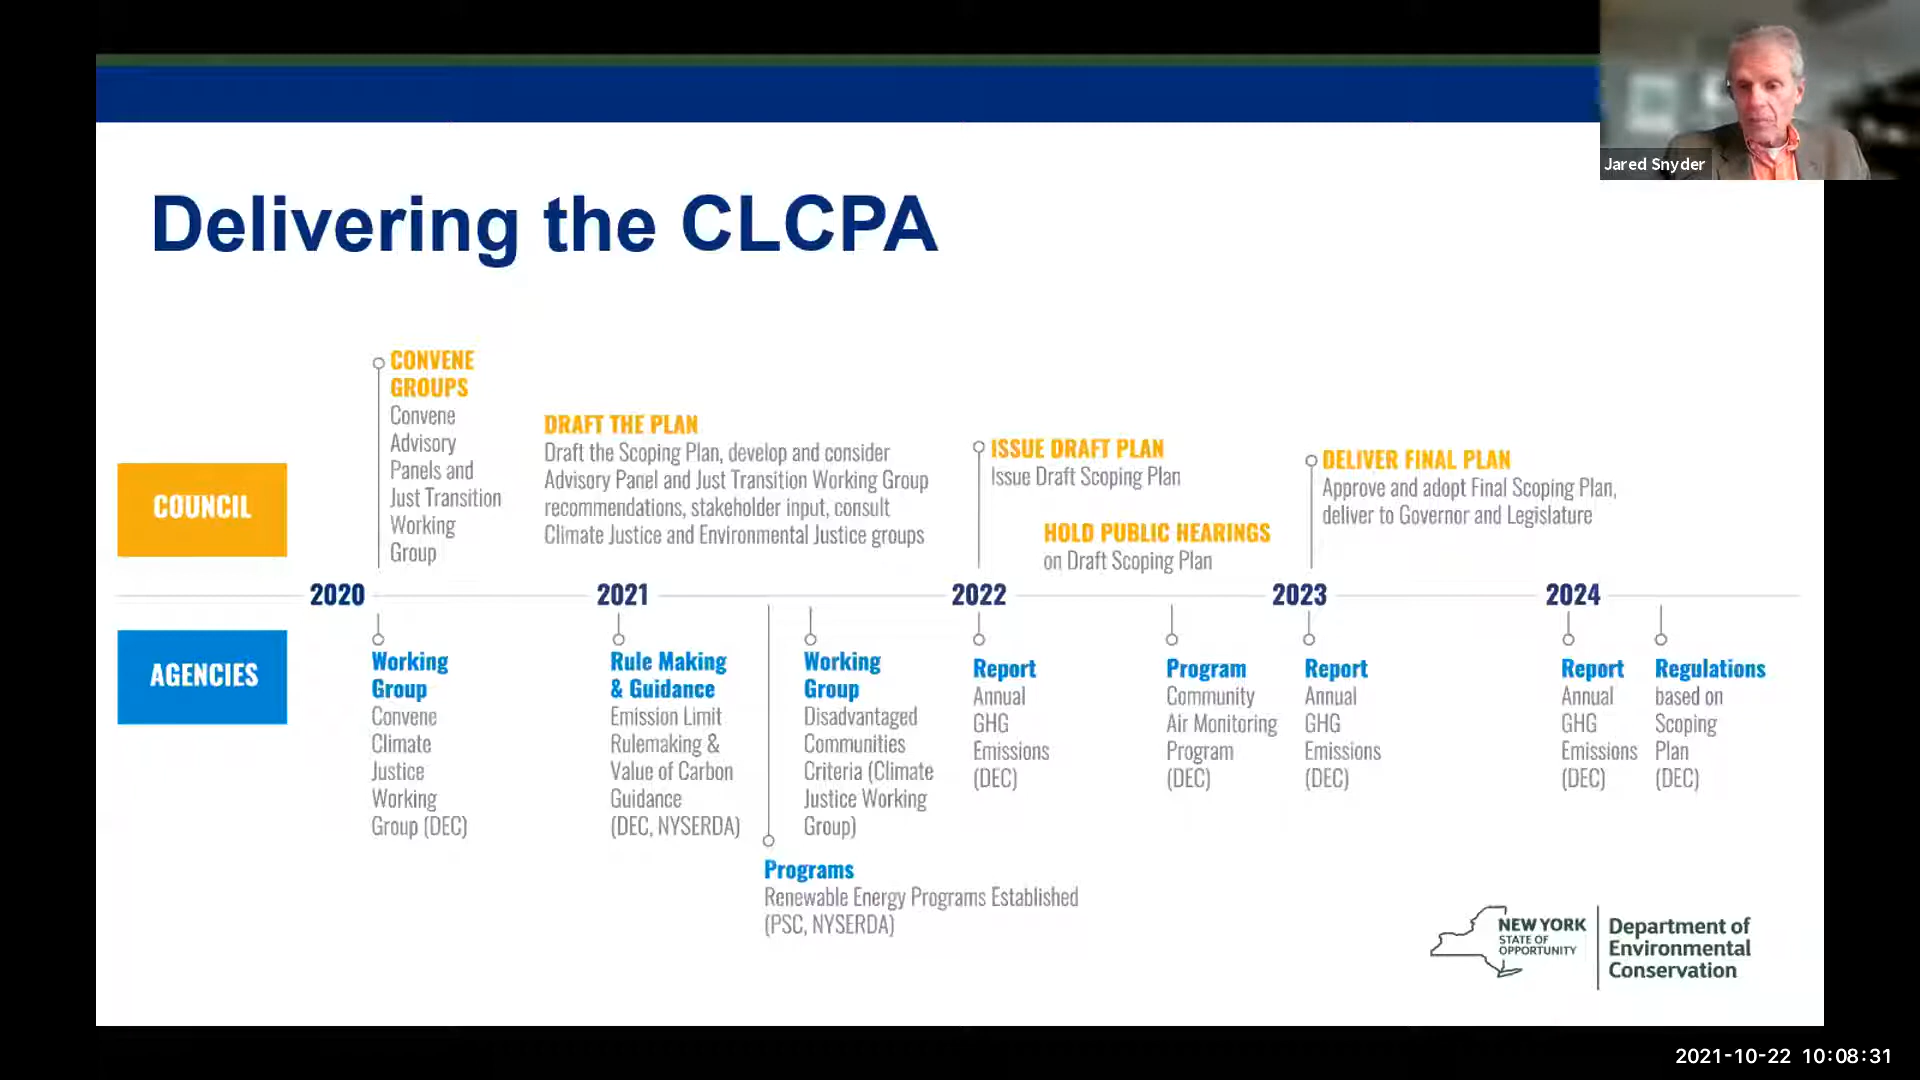 Jared Snyder
Delivering the CLCPA
COUNCIL
CONVENE
GROUPS
Convene
Advisory
Panels and
Just Transition
Working
Group
DRAFT THE PLAN
Draft the Scoping Plan, develop and consider
Advisory Panel and Just Transition Working Group
recommendations, stakeholder input, consult
Climate Justice and Environmental Justice groups
ISSUE DRAFT PLAN
Issue Draft Scoping Plan
HOLD PUBLIC HEARINGS
on Draft Scoping Plan
DELIVER FINAL PLAN
Approve and adopt Final Scoping Plan,
deliver to Governor and Legislature
2020 2021 2022 2023 2024
AGENCIES
Working
Group
Convene
Climate
Justice
Working
Group (DEC)
Rule Making
& Guidance
Emission Limit
Rulemaking &
Value of Carbon
Guidance
(DEC, NYSERDA)
Programs
Renewable Energy Programs Established
(PSC, NYSERDA)
Working
Group
Disadvantaged
Communities
Criteria (Climate
Justice Working
Group)
Report
Annual
GHG
Emissions
(DEC)
Program
Community
Air Monitoring
Program
(DEC)
Report
Annual
GHG
Emissions
(DEC)
Report
Annual
GHG
Emissions
(DEC)
Regulations
based on
Scoping
Plan
(DEC)
NEW YORK
STATE OF
OPPORTUNITY
Department of
Environmental
Conservation
2021-10-22 10:08:31